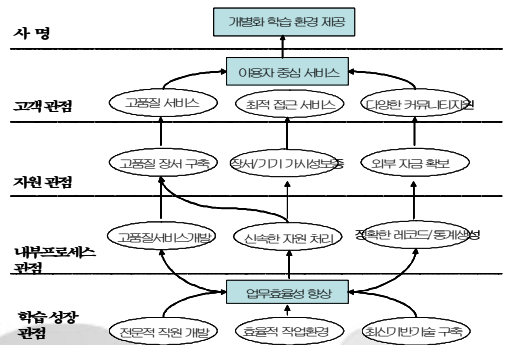 개별화 학습 환경 제공
사 명
이용자 중심 서비스
고객 관점
고품질 서비스
최적 접근 서비스
다양한 커뮤니티지원
자원 관점
고품질 장서 구축
장서/기기 가시성보증
외부 자금 확보
내부프로세스
관점
고품질서비스개발
신속한 자원 처리
정확한 레코드/통계생성
업무효율성 향상
학습 성장
관점
전문적 직원 개발
효율적 작업환경
최신기반기술 구축